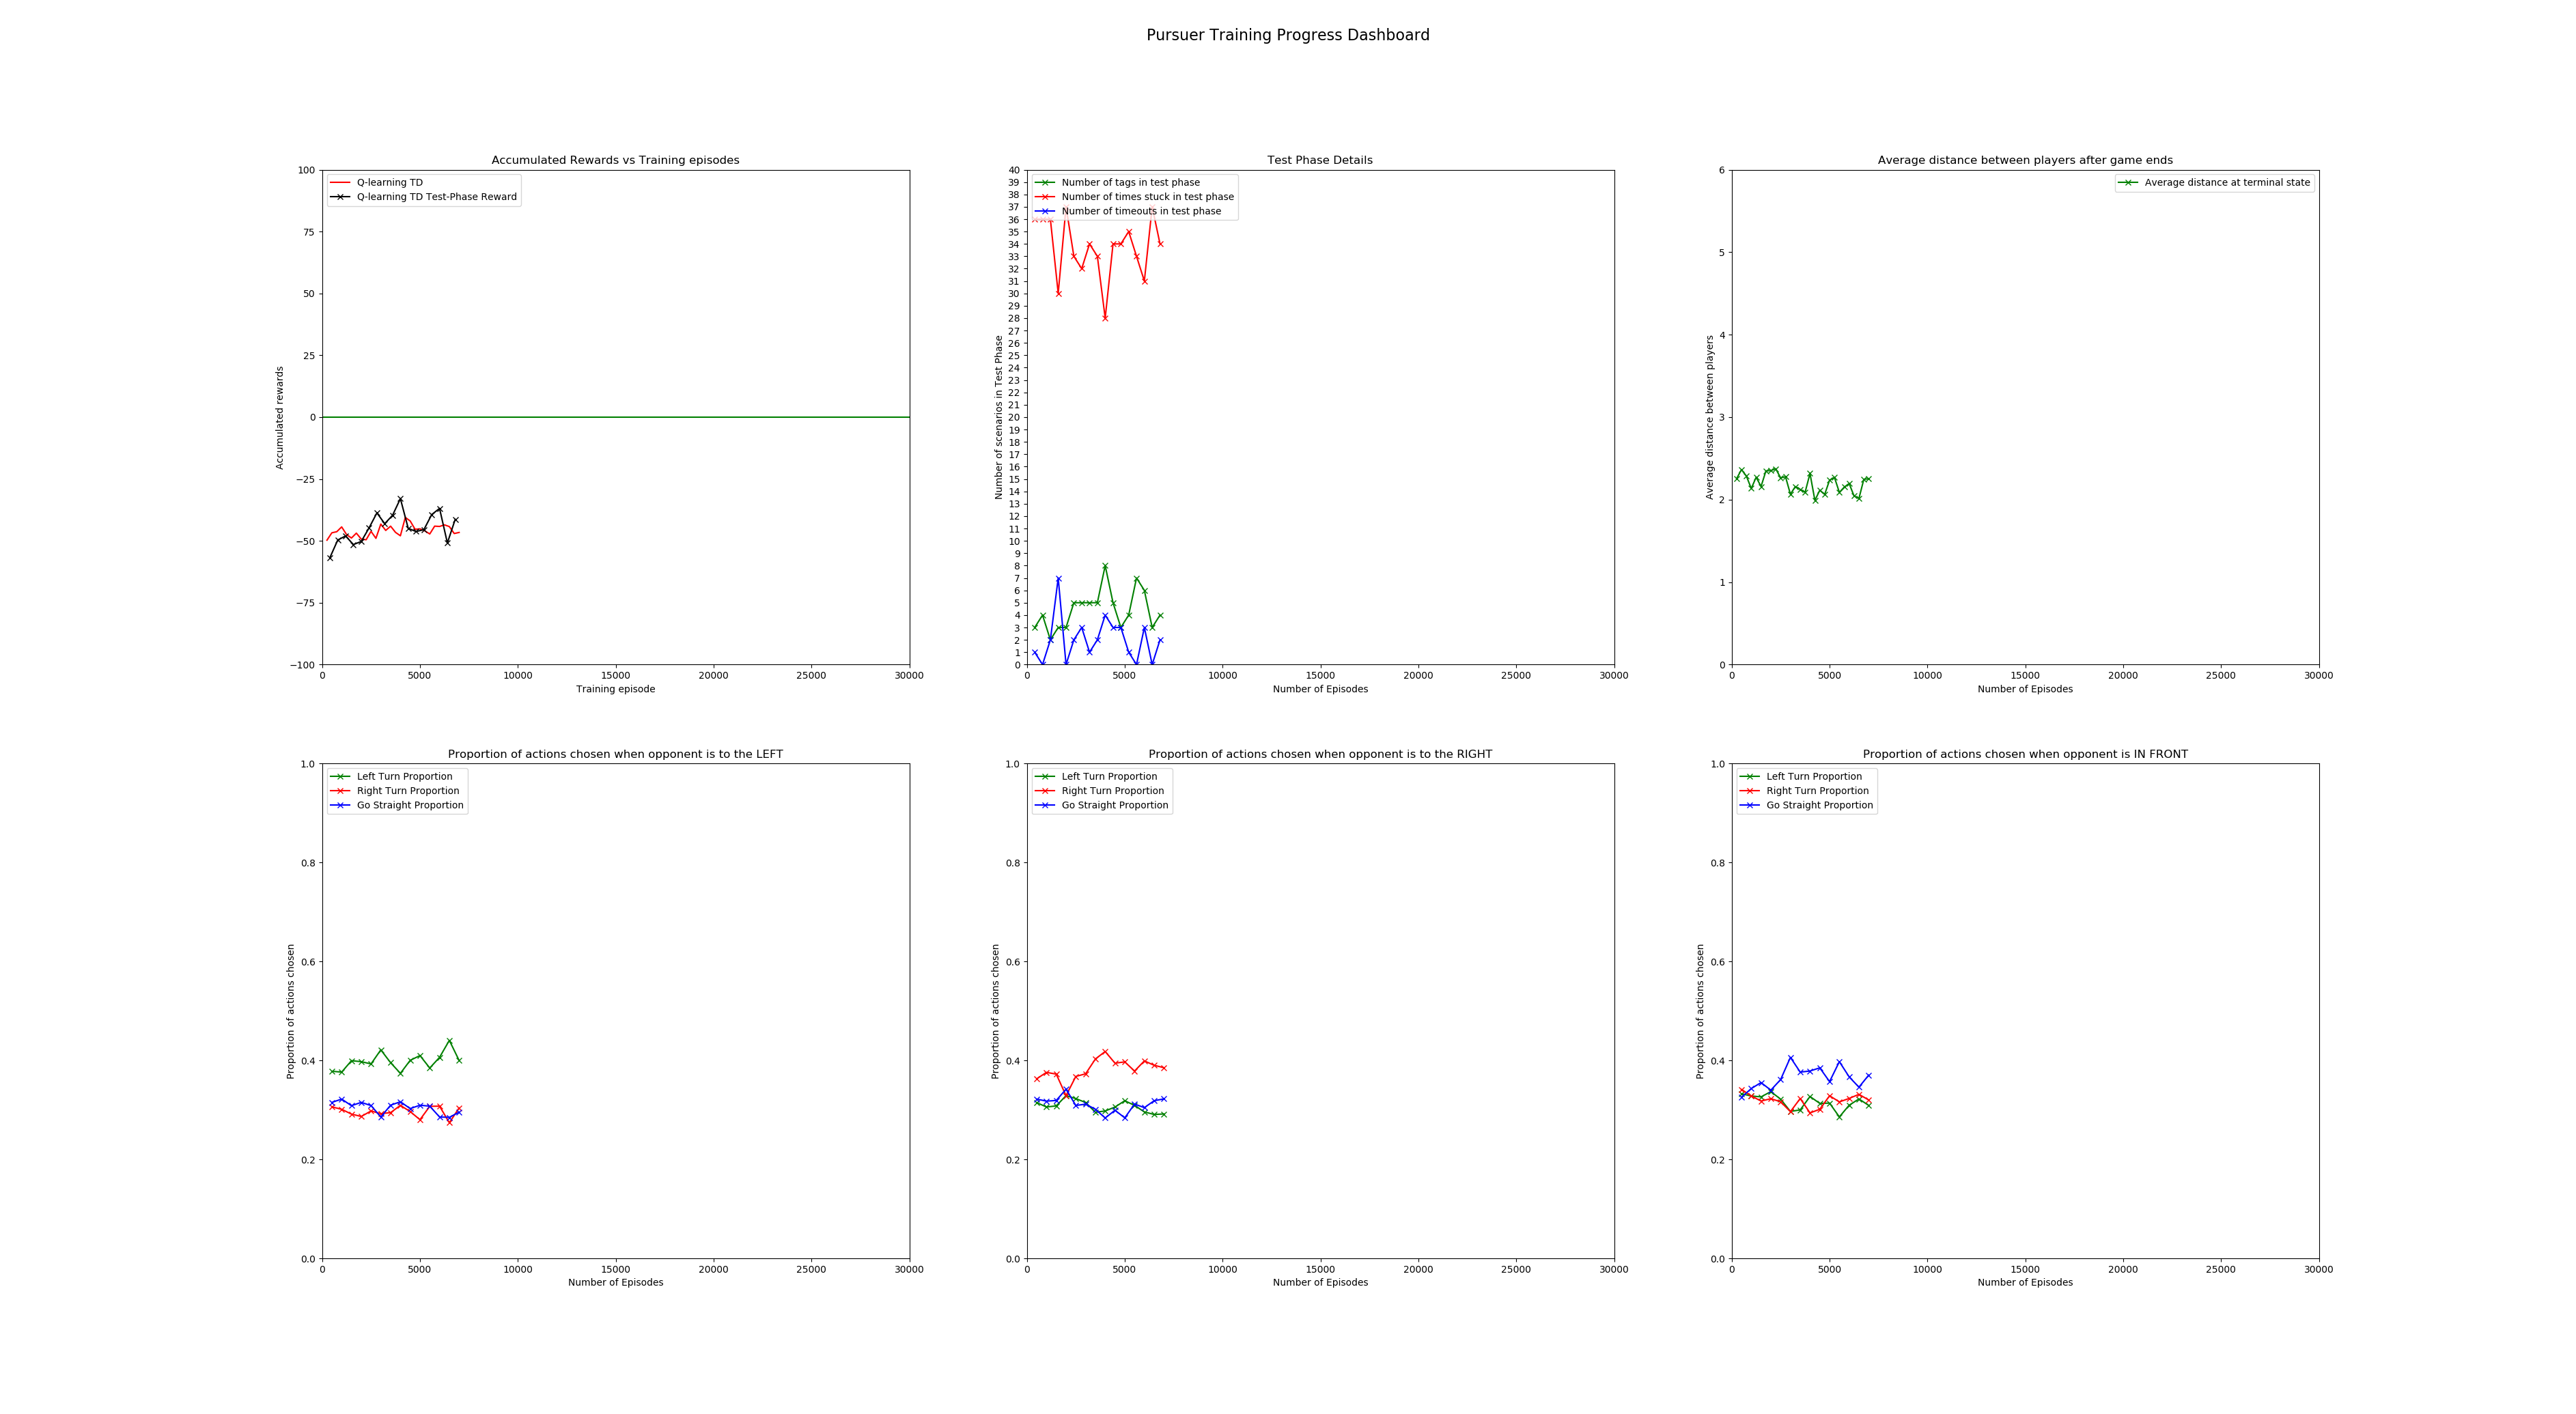 Pursuer Training Progress Dashboard
Accumulated Rewards vs Training episodes
Q-learning TD
Q-learning TD Test-Phase Reward
100
75
50
25
0
−25
−50
−75
−100
Accumulated rewards
0 5000 10000 15000 20000 25000 30000
Training episode
Test Phase Details
Number of tags in test phase
Number of times stuck in test phase
Number of timeouts in test phase
40
39
38
37
36
35
34
33
32
31
30
29
28
27
26
25
24
23
22
21
20
19
18
17
16
15
14
13
12
11
10
9
8
7
6
5
4
3
2
1
0
Number of scenarios in Test Phase
0 5000 10000 15000 20000 25000 30000
Number of Episodes
Average distance between players after game ends
Average distance at terminal state
6
5
4
3
2
1
0
Average distance between players
0 5000 10000 15000 20000 25000 30000
Number of Episodes
Proportion of actions chosen when opponent is to the LEFT
Left Turn Proportion
Right Turn Proportion
Go Straight Proportion
1.0
0.8
0.6
0.4
0.2
0.0
Proportion of actions chosen
0 5000 10000 15000 20000 25000 30000
Number of Episodes
Proportion of actions chosen when opponent is to the RIGHT
Left Turn Proportion
Right Turn Proportion
Go Straight Proportion
1.0
0.8
0.6
0.4
0.2
0.0
Proportion of actions chosen
0 5000 10000 15000 20000 25000 30000
Number of Episodes
Proportion of actions chosen when opponent is IN FRONT
Left Turn Proportion
Right Turn Proportion
Go Straight Proportion
1.0
0.8
0.6
0.4
0.2
0.0
Proportion of actions chosen
0 5000 10000 15000 20000 25000 30000
Number of Episodes